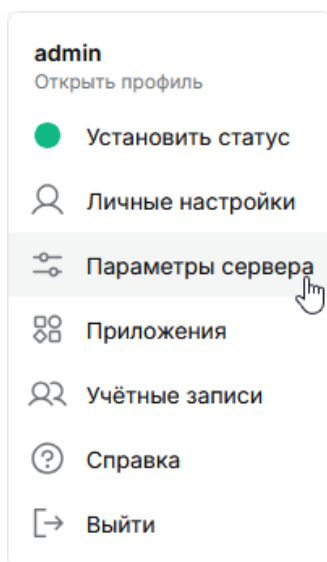 admin
Открыть профиль
Установить статус
Личные настройки
Параметры сервера
Приложения
Учётные записи
Справка
Выйти